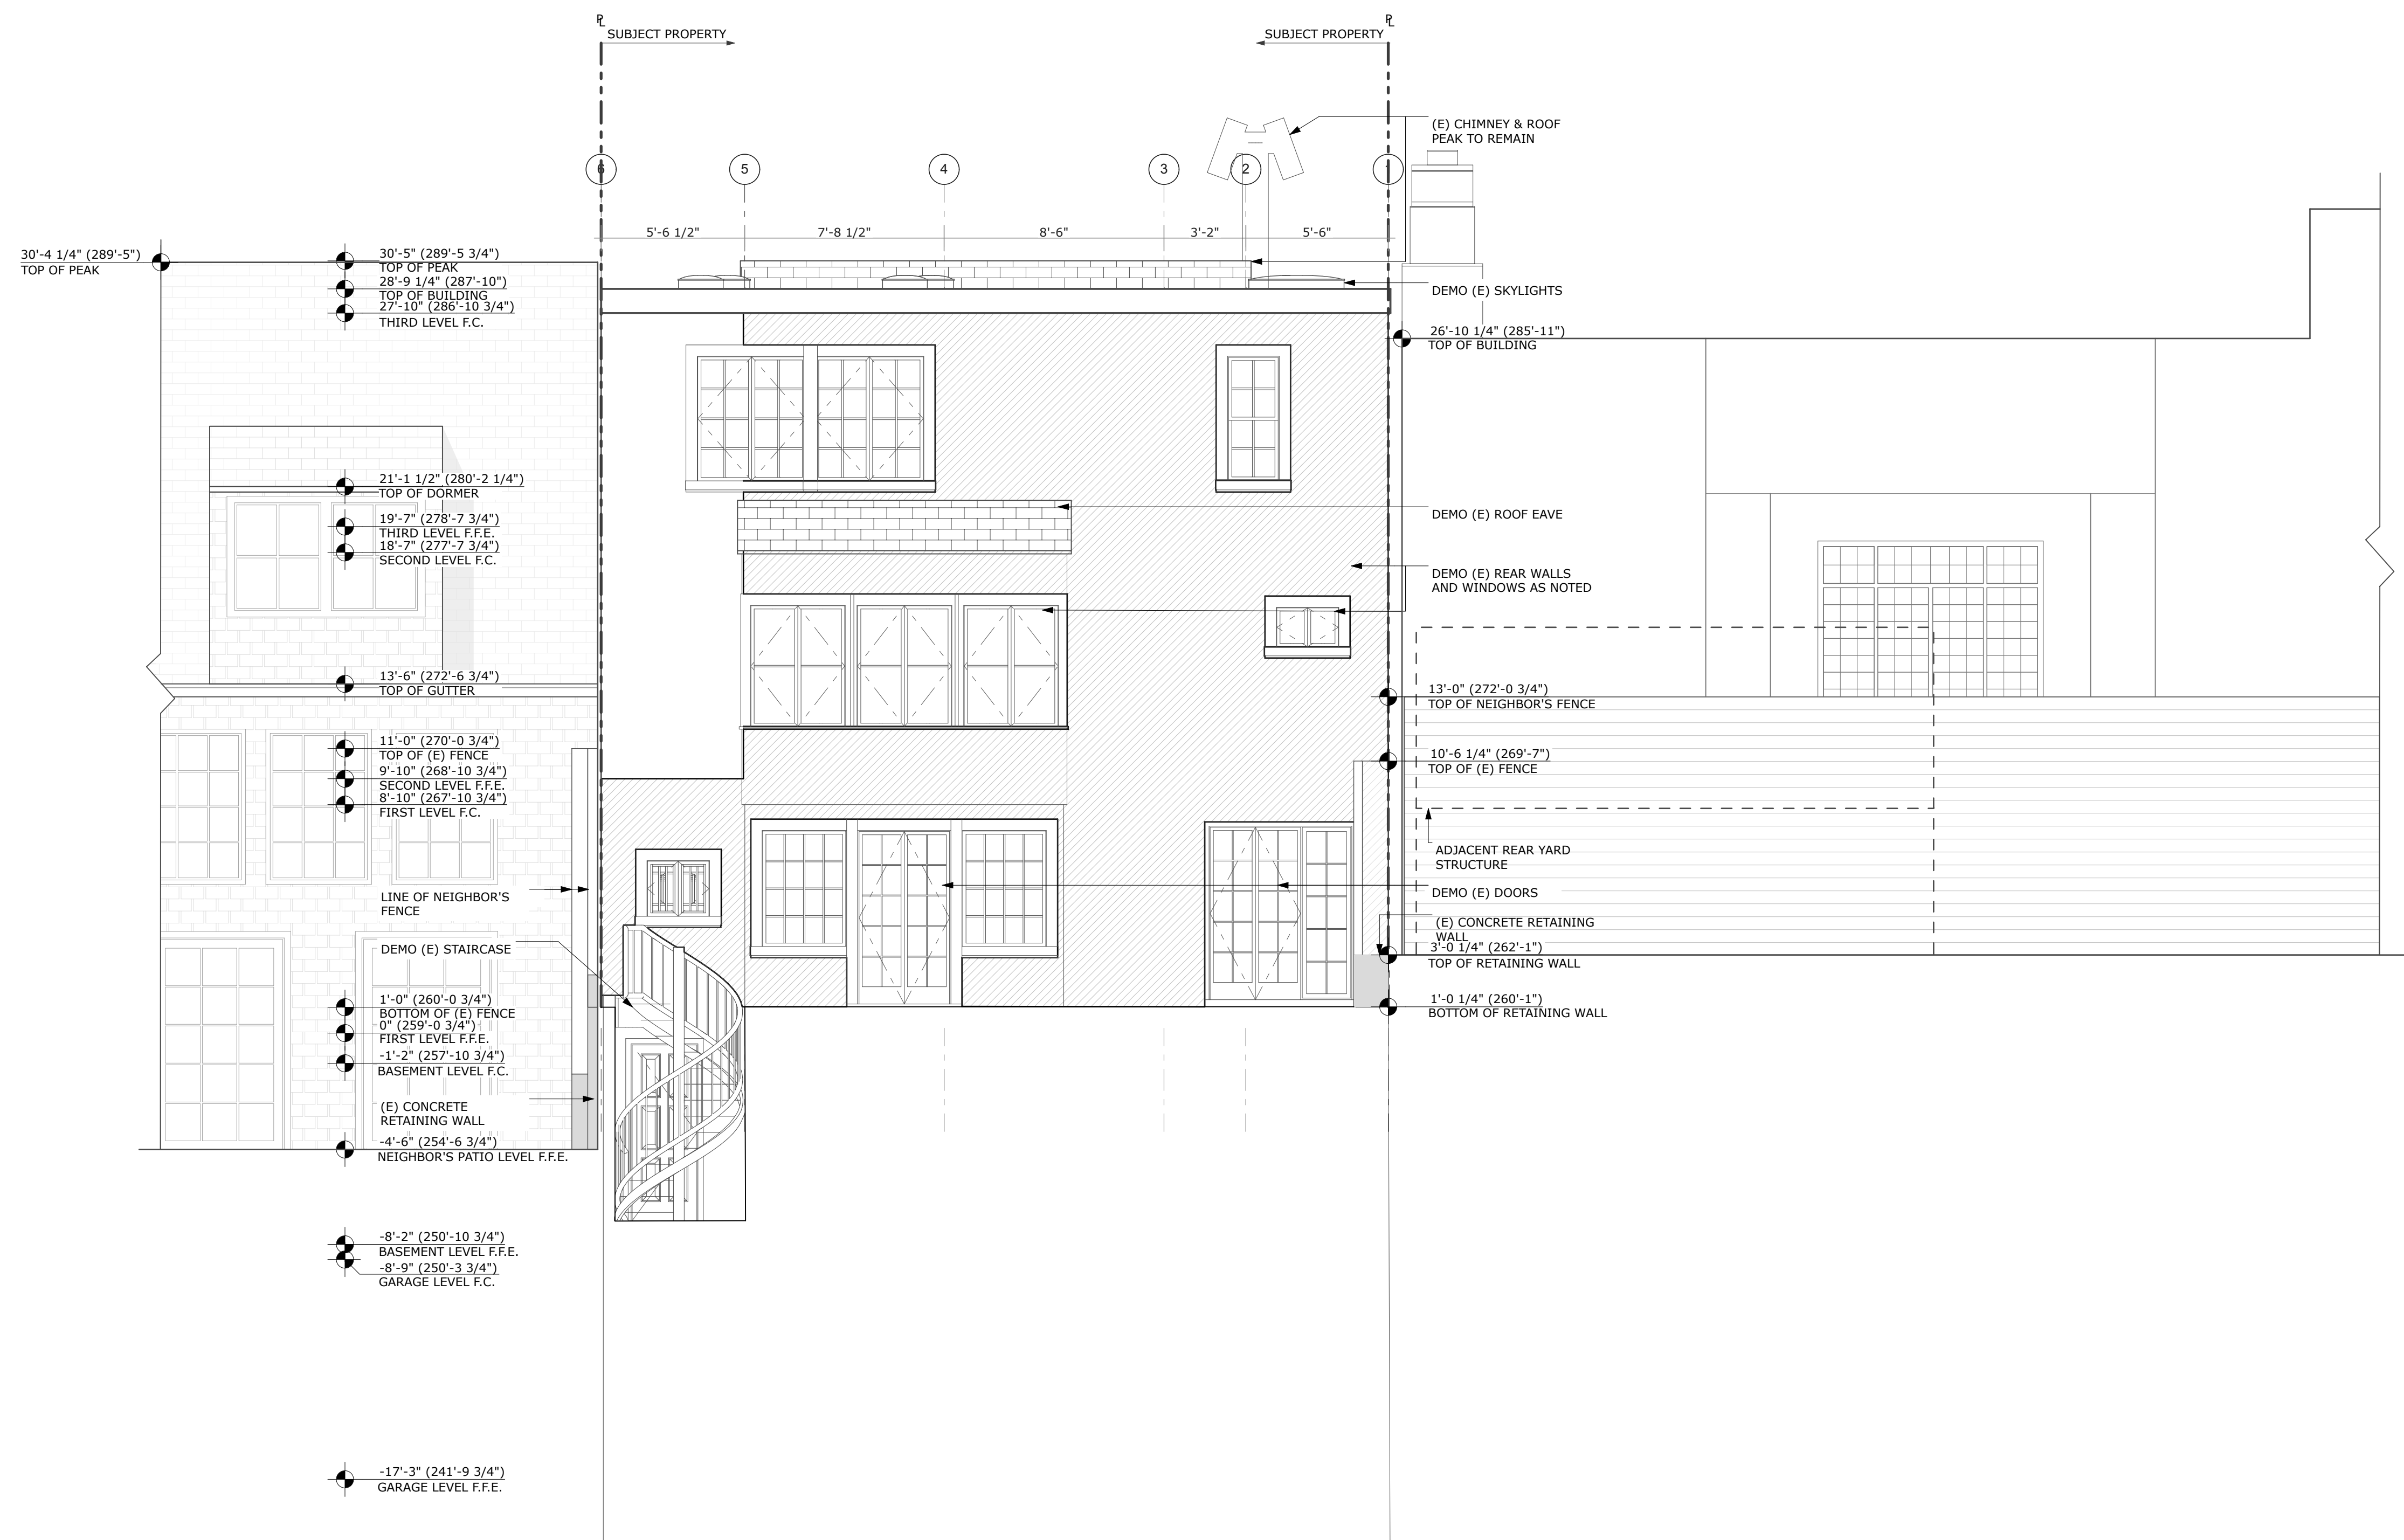 PL
PL
SUBJECT PROPERTY
SUBJECT PROPERTY
(E) CHIMNEY & ROOF
PEAK TO REMAIN
6
5
4
3
2
1
5'-6 1/2"
7'-8 1/2"
8'-6"
3'-2"
5'-6"
30'-4 1/4" (289'-5")
TOP OF PEAK
30'-5" (289'-5 3/4")
TOP OF PEAK
28'-9 1/4" (287'-10")
TOP OF BUILDING
27'-10" (286'-10 3/4")
THIRD LEVEL F.C.
DEMO (E) SKYLIGHTS
26'-10 1/4" (285'-11")
TOP OF BUILDING
21'-1 1/2" (280'-2 1/4")
TOP OF DORMER
19'-7" (278'-7 3/4")
THIRD LEVEL F.F.E.
18'-7" (277'-7 3/4")
SECOND LEVEL F.C.
DEMO (E) ROOF EAVE
DEMO (E) REAR WALLS
AND WINDOWS AS NOTED
13'-6" (272'-6 3/4")
TOP OF GUTTER
13'-0" (272'-0 3/4")
TOP OF NEIGHBOR'S FENCE
11'-0" (270'-0 3/4")
TOP OF (E) FENCE
9'-10" (268'-10 3/4")
SECOND LEVEL F.F.E.
8'-10" (267'-10 3/4")
FIRST LEVEL F.C.
10'-6 1/4" (269'-7")
TOP OF (E) FENCE
ADJACENT REAR YARD
STRUCTURE
LINE OF NEIGHBOR'S
FENCE
DEMO (E) DOORS
(E) CONCRETE RETAINING
WALL
DEMO (E) STAIRCASE
3'-0 1/4" (262'-1")
TOP OF RETAINING WALL
1'-0" (260'-0 3/4")
BOTTOM OF (E) FENCE
0" (259'-0 3/4")
FIRST LEVEL F.F.E.
1'-0 1/4" (260'-1")
BOTTOM OF RETAINING WALL
-1'-2" (257'-10 3/4")
BASEMENT LEVEL F.C.
(E) CONCRETE
RETAINING WALL
-4'-6" (254'-6 3/4")
NEIGHBOR'S PATIO LEVEL F.F.E.
-8'-2" (250'-10 3/4")
BASEMENT LEVEL F.F.E.
-8'-9" (250'-3 3/4")
GARAGE LEVEL F.C.
-17'-3" (241'-9 3/4")
GARAGE LEVEL F.F.E.